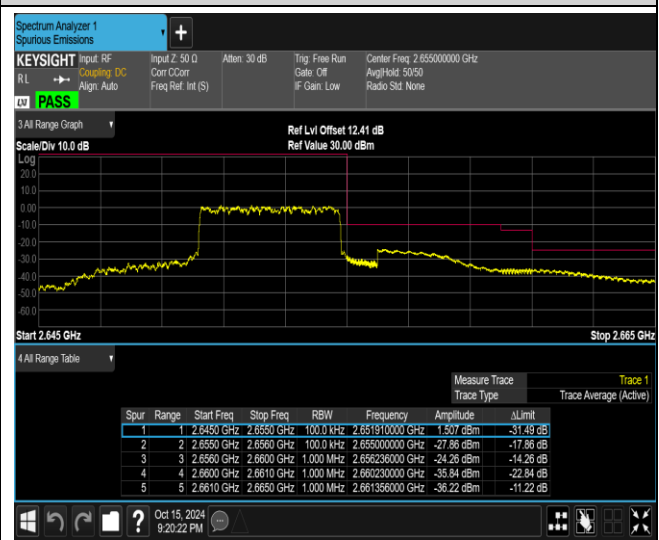 Spectrum Analyzer 1
Spurious Emissions
+
KEYSIGHT Input: RF Input Z: 50 Ω Atten: 30 dB Trig: Free Run Center Freq: 2.655000000 GHz
RL Coupling: DC Corr CCorr Gate: Off Avg|Hold: 50/50
Align: Auto Freq Ref: Int (S) IF Gain: Low Radio Std: None
PASS
3 All Range Graph
Ref Lvl Offset 12.41 dB
Scale/Div 10.0 dB Ref Value 30.00 dBm
Log
20.0
10.0
0.00
-10.0
-20.0
-30.0
-40.0
-50.0
-60.0
Start 2.645 GHz Stop 2.665 GHz
4 All Range Table
Measure Trace Trace 1
Trace Type Trace Average (Active)
Spur Range Start Freq Stop Freq RBW Frequency Amplitude ΔLimit
1 1 2.6450 GHz 2.6550 GHz 100.0 kHz 2.651910000 GHz 1.507 dBm -31.49 dB
2 2 2.6550 GHz 2.6560 GHz 100.0 kHz 2.655000000 GHz -27.86 dBm -17.86 dB
3 3 2.6560 GHz 2.6600 GHz 1.000 MHz 2.656236000 GHz -24.26 dBm -14.26 dB
4 4 2.6600 GHz 2.6610 GHz 1.000 MHz 2.660230000 GHz -35.84 dBm -22.84 dB
5 5 2.6610 GHz 2.6650 GHz 1.000 MHz 2.661356000 GHz -36.22 dBm -11.22 dB
? Oct 15, 2024
9:20:22 PM